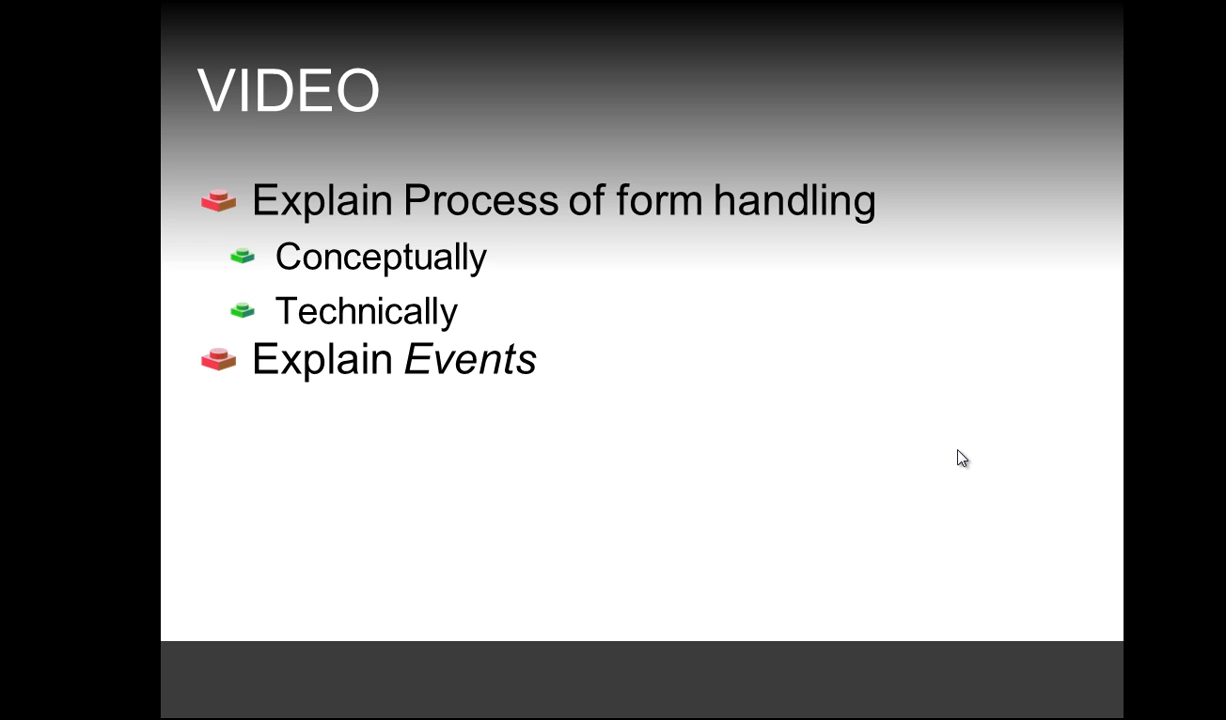 VIDEO
Explain Process of form handling
Conceptually
Technically
Explain Events